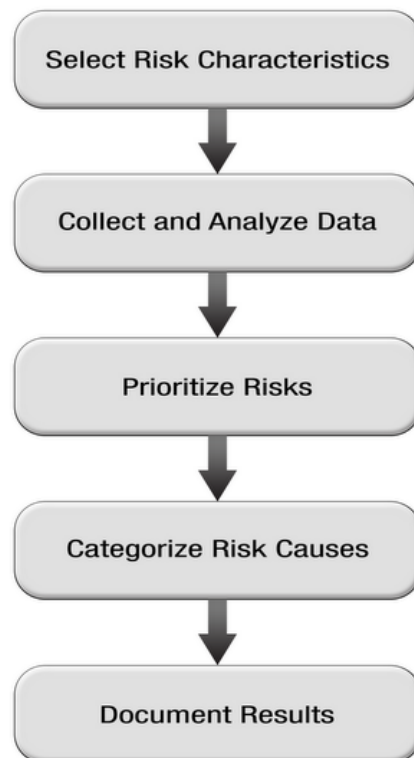 Select Risk Characteristics
Collect and Analyze Data
Prioritize Risks
Categorize Risk Causes
Document Results